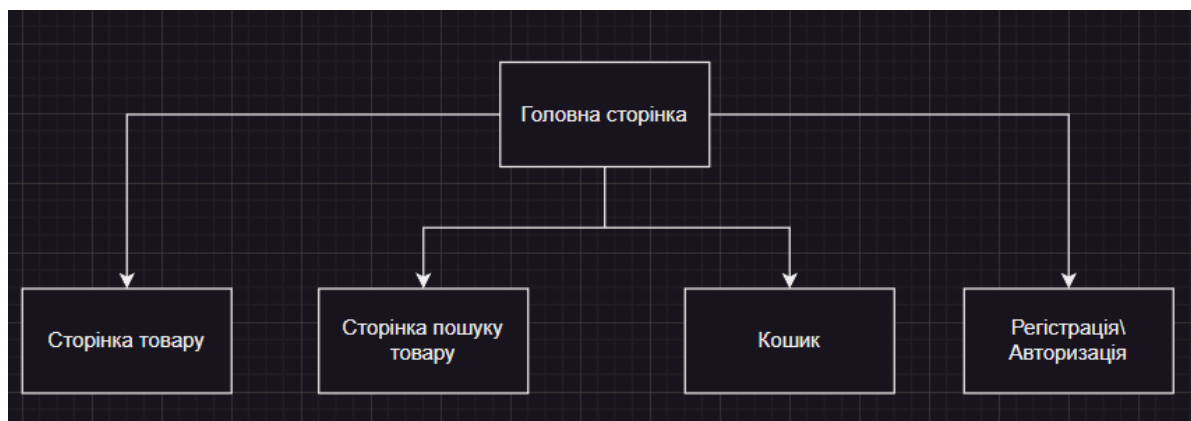 Головна сторінка
Сторінка товару
Сторінка пошуку
товару
Кошик
Регістрація\
Авторизація